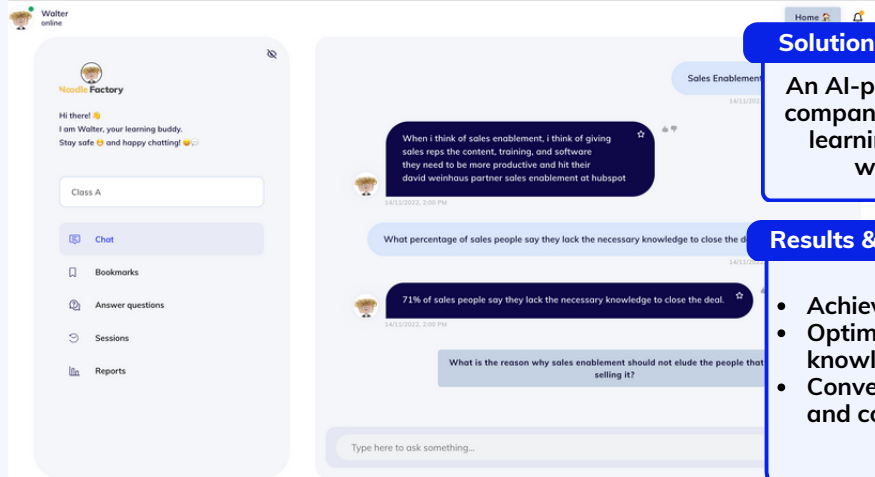 Walter
online
Home
Noodle Factory
Hi there!
I am Walter, your learning buddy.
Stay safe and happy chatting!
Class A
Chat
Bookmarks
Answer questions
Sessions
Reports
Sales Enablement
14/11/202
When i think of sales enablement, i think of giving
sales reps the content, training, and software
they need to be more productive and hit their
david weinhaus partner sales enablement at hubspot
14/11/2022, 2:00 PM
What percentage of sales people say they lack the necessary knowledge to close the d
14/11/
71% of sales people say they lack the necessary knowledge to close the deal.
14/11/2022, 2:00 PM
What is the reason why sales enablement should not elude the people that
selling it?
Type here to ask something...
Solution
An AI-p
compan
learni
w
Results &
• Achiev
• Optim
knowl
• Conve
and co